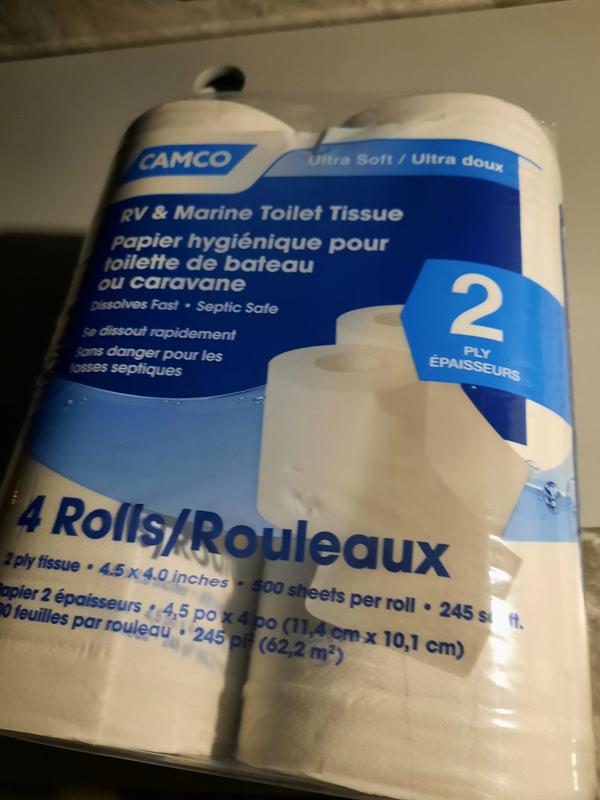 CAMCO
Ultra Soft / Ultra doux
RV & Marine Toilet Tissue
Papier hygiénique pour
toilette de bateau
ou caravane
Dissolves Fast • Septic Safe
Se dissout rapidement
Sans danger pour les
fosses septiques
2
PLY
ÉPAISSEURS
4 Rolls/Rouleaux
2 ply tissue • 4.5 x 4.0 inches • 500 sheets per roll • 245 sq. ft.
Papier 2 épaisseurs • 4,5 po x 4 po (11,4 cm x 10,1 cm)
feuilles par rouleau • 245 pi² (62,2 m²)